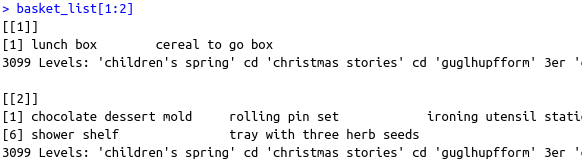 > basket_list[1:2]
[[1]]
[1] lunch box        cereal to go box
3099 Levels: 'children's spring' cd 'christmas stories' cd 'guglhupfform' 3er
[[2]]
[1] chocolate dessert mold     rolling pin set            ironing utensil
[6] shower shelf               tray with three herb seeds
3099 Levels: 'children's spring' cd 'christmas stories' cd 'guglhupfform' 3er